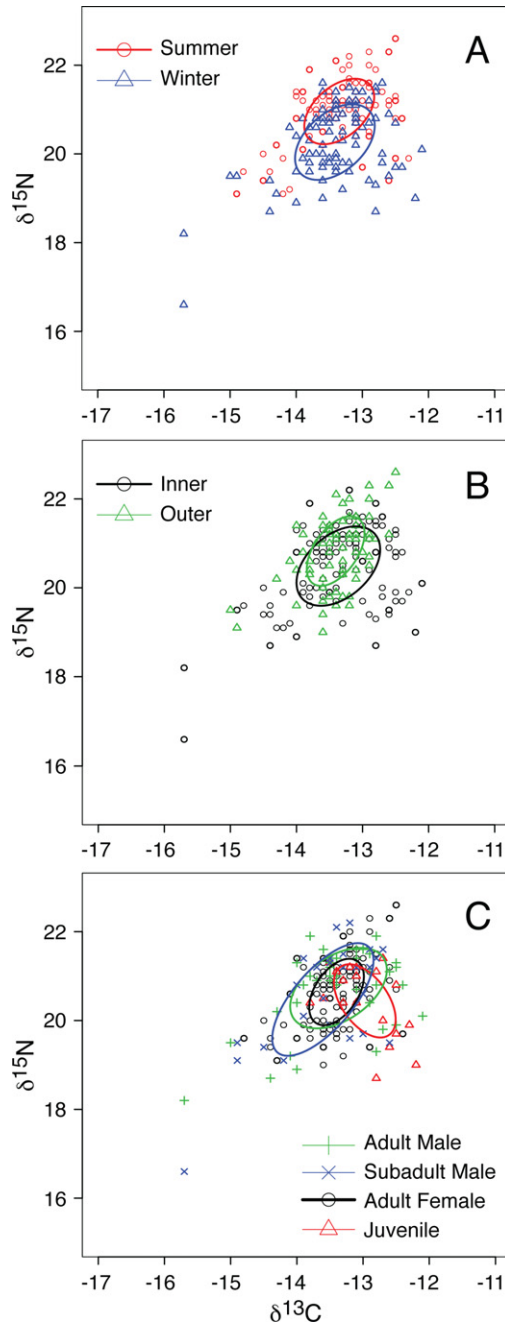 A
Summer
Winter
22
20
18
16
δ15N
-17 -16 -15 -14 -13 -12 -11
B
Inner
Outer
22
20
18
16
δ15N
-17 -16 -15 -14 -13 -12 -11
C
22
20
18
16
δ15N
Adult Male
Subadult Male
Adult Female
Juvenile
-17 -16 -15 -14 -13 -12 -11
δ13C